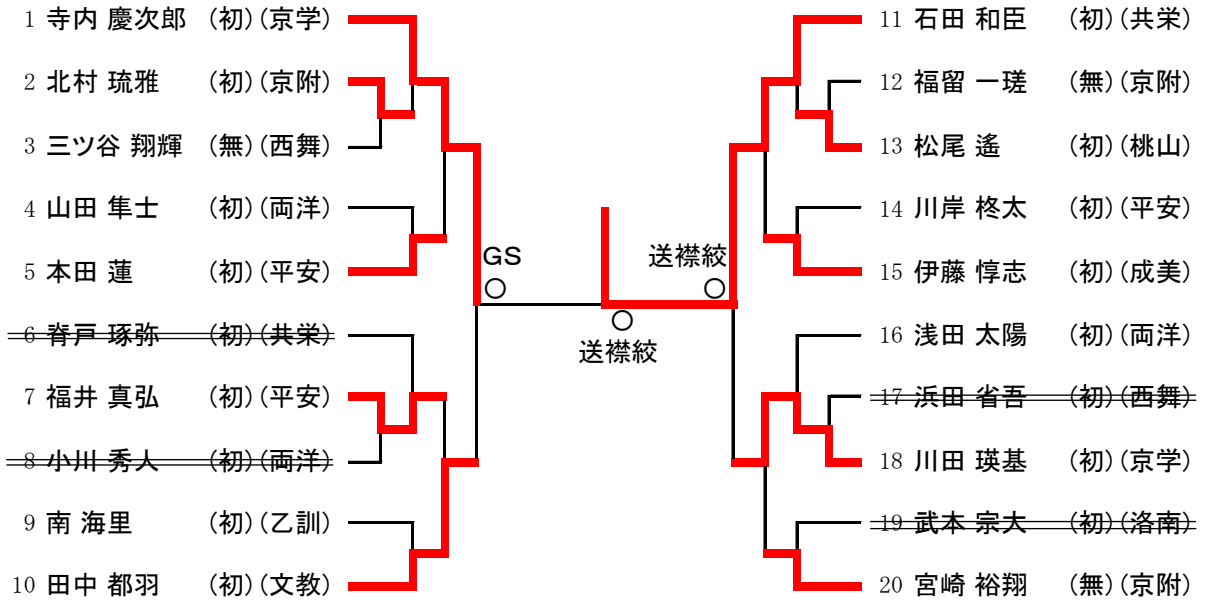 1 寺内 慶次郎 (初)(京学)
2 北村 琉雅 (初)(京附)
3 三ツ谷 翔輝 (無)(西舞)
4 山田 隼士 (初)(両洋)
5 本田 蓮 (初)(平安)
6 脊戸 琢弥 (初)(共栄)
7 福井 真弘 (初)(平安)
8 小川 秀人 (初)(両洋)
9 南 海里 (初)(乙訓)
10 田中 都羽 (初)(文教)
GS
○
送襟絞
○
○
送襟絞
11 石田 和臣 (初)(共栄)
12 福留 一瑳 (無)(京附)
13 松尾 遙 (初)(桃山)
14 川岸 柊太 (初)(平安)
15 伊藤 惇志 (初)(成美)
16 浅田 太陽 (初)(両洋)
17 浜田 省吾 (初)(西舞)
18 川田 瑛基 (初)(京学)
19 武本 宗大 (初)(洛南)
20 宮崎 裕翔 (無)(京附)